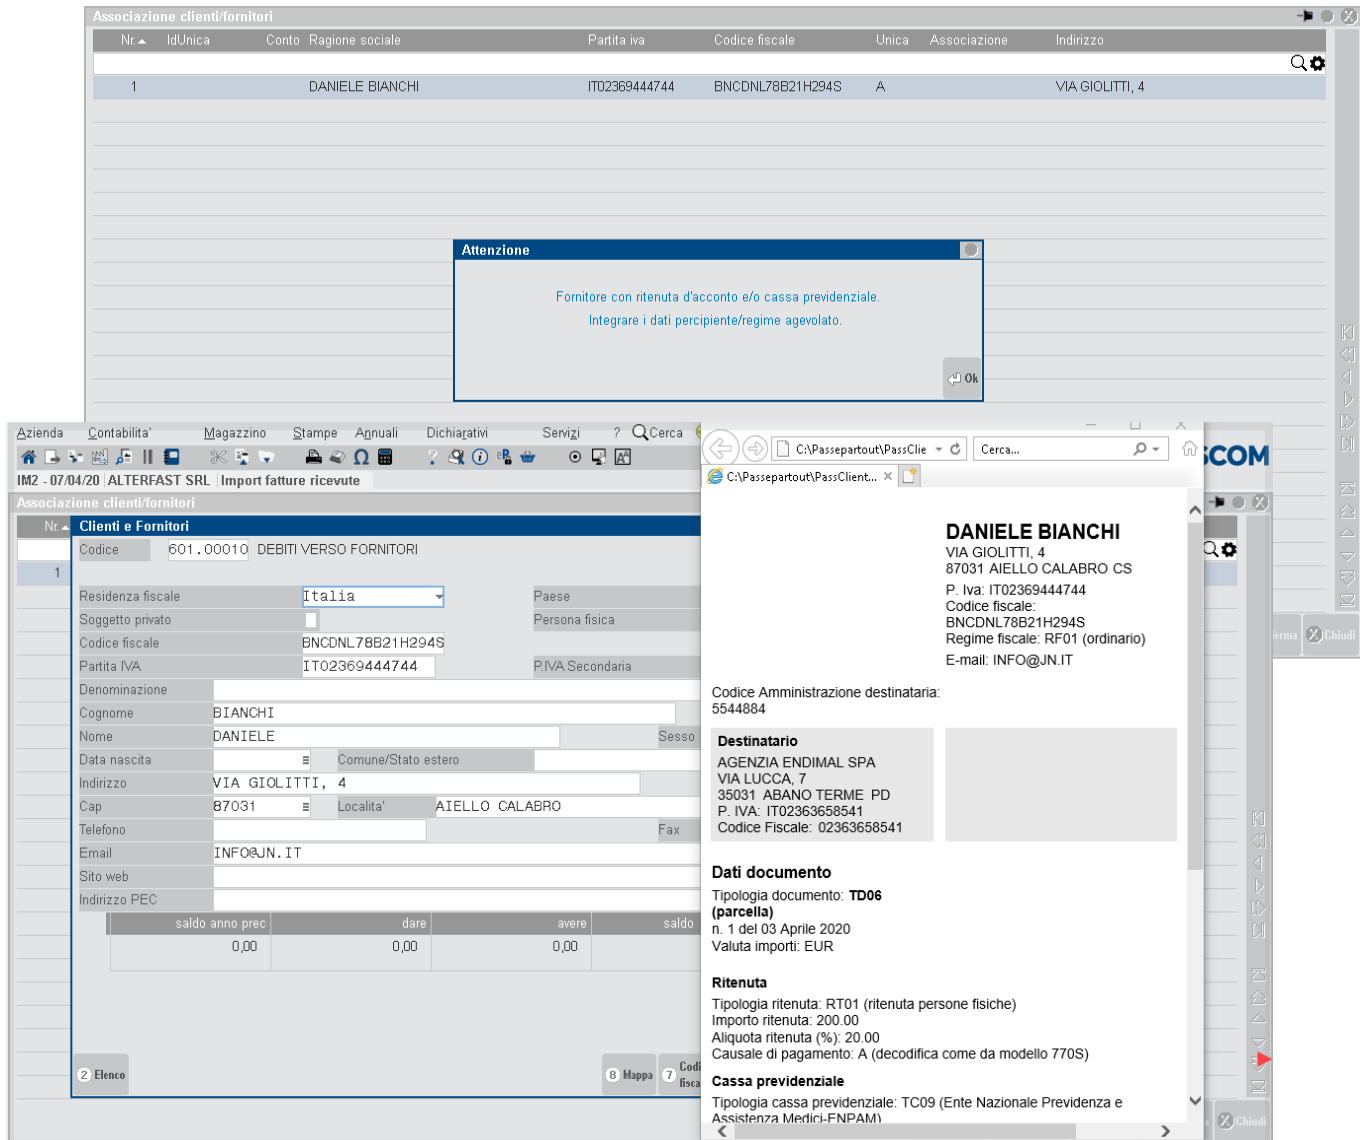 Associazione clienti/fornitori
Nr. IdUnica Conto Ragione sociale Partita iva Codice fiscale Unica Associazione Indirizzo
1 DANIELE BIANCHI IT02369444744 BNCDNL78B21H294S A VIA GIOLITTI, 4
Attenzione
Fornitore con ritenuta d'acconto e/o cassa previdenziale.
Integrare i dati percipiente/regime agevolato.
Ok
Chiudi
Azienda Contabilita' Magazzino Stampe Annuali Dichiarativi Servizi ? Cerca
COM
IM2 - 07/04/20 ALTERFAST SRL Import fatture ricevute
Associazione clienti/fornitori
Nr.
1
Clienti e Fornitori
Codice 601.00010 DEBITI VERSO FORNITORI
Residenza fiscale Italia Paese
Soggetto privato Persona fisica
Codice fiscale BNCDNL78B21H294S
Partita IVA IT02369444744 P.IVA Secondaria
Denominazione
Cognome BIANCHI
Nome DANIELE Sesso
Data nascita Comune/Stato estero
Indirizzo VIA GIOLITTI, 4
Cap 87031 Localita' AIELLO CALABRO
Telefono Fax
Email INFO@JN.IT
Sito web
Indirizzo PEC
saldo anno prec dare avere saldo
0,00 0,00 0,00
2 Elenco 8 Mappa 7 Codi
fisca
Chiudi
C:\Passepartout\PassClie Cerca...
C:\Passepartout\PassClient...
DANIELE BIANCHI
VIA GIOLITTI, 4
87031 AIELLO CALABRO CS
P. Iva: IT02369444744
Codice fiscale:
BNCDNL78B21H294S
Regime fiscale: RF01 (ordinario)
E-mail: INFO@JN.IT
Codice Amministrazione destinataria:
5544884
Destinatario
AGENZIA ENDIMAL SPA
VIA LUCCA, 7
35031 ABANO TERME PD
P. IVA: IT02363658541
Codice Fiscale: 02363658541
Dati documento
Tipologia documento: TD06
(parcella)
n. 1 del 03 Aprile 2020
Valuta importi: EUR
Ritenuta
Tipologia ritenuta: RT01 (ritenuta persone fisiche)
Importo ritenuta: 200.00
Aliquota ritenuta (%): 20.00
Causale di pagamento: A (decodifica come da modello 770S)
Cassa previdenziale
Tipologia cassa previdenziale: TC09 (Ente Nazionale Previdenza e
Assistenza Medici-ENPAM)